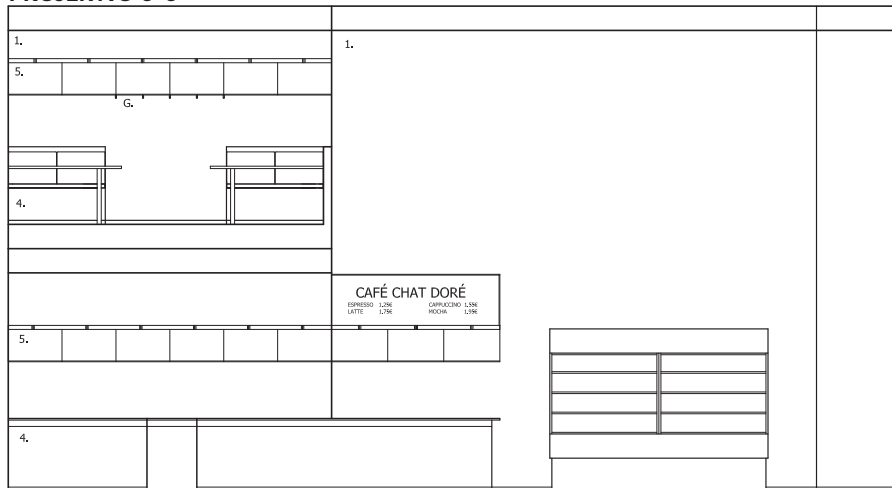 1.
1.
5.
G.
4.
CAFÉ CHAT DORÉ
ESPRESSO 1.25€ CAPPUCCINO 1.55€
LATTE 1.75€ MOCHA 1.95€
5.
4.